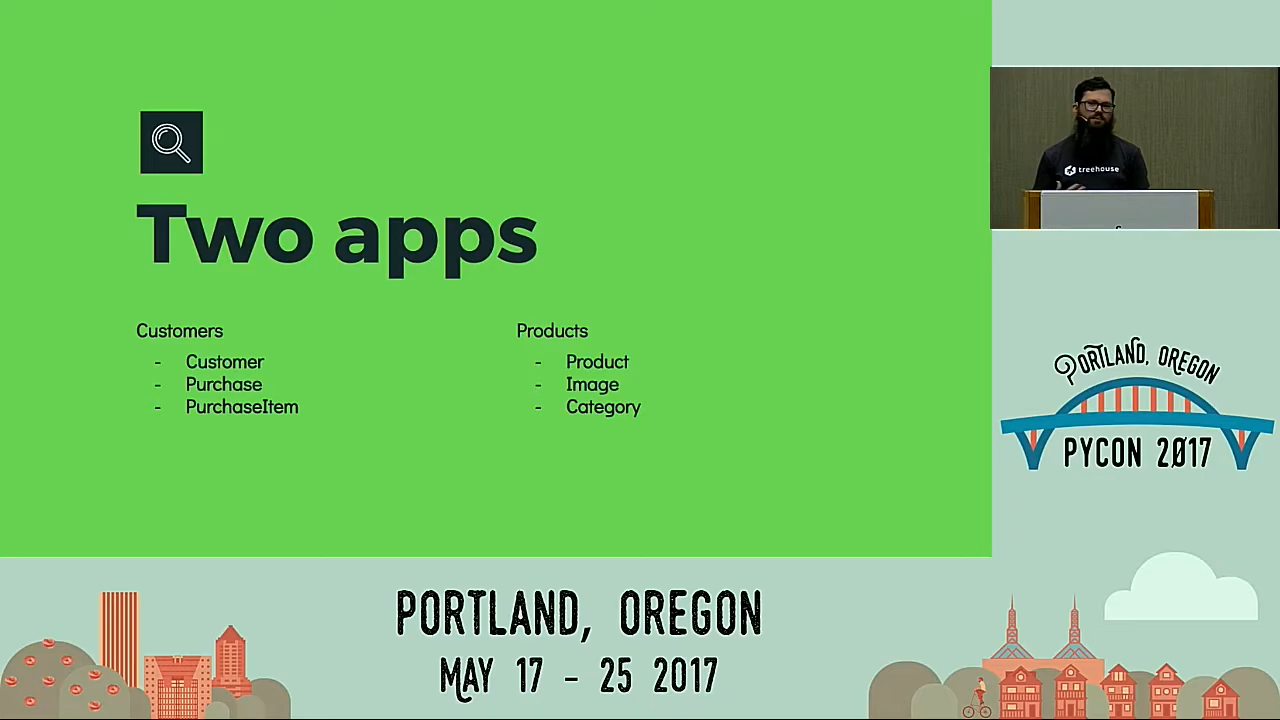 Two apps
Customers
- Customer
- Purchase
- PurchaseItem
Products
- Product
- Image
- Category
treehouse
PORTLAND, OREGON
PYCON 2017
PORTLAND, OREGON
MAY 17 - 25 2017